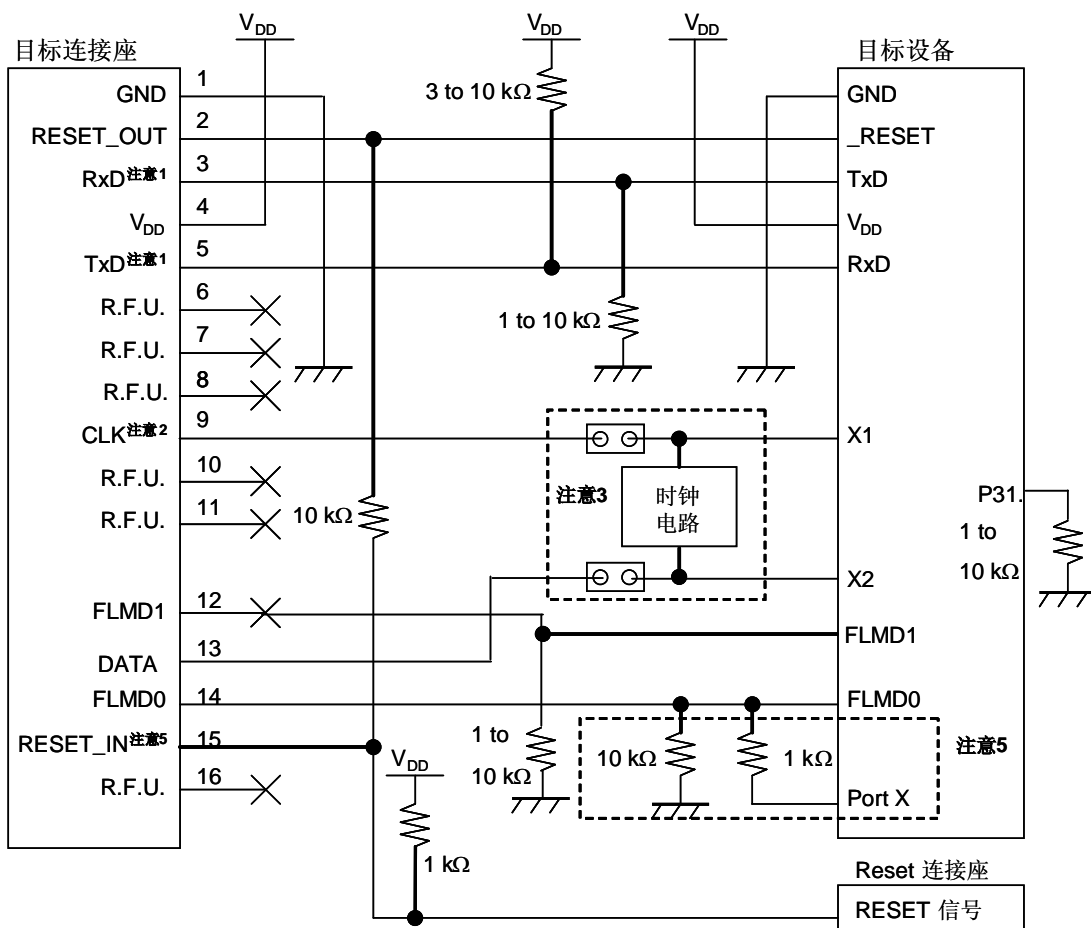 V_DD
V_DD
V_DD
目标连接座
目标设备
1
GND
3 to 10 kΩ
GND
2
RESET_OUT
_RESET
3
RxD注意1
TxD
4
V_DD
V_DD
5
TxD注意1
RxD
6
R.F.U.
1 to 10 kΩ
7
R.F.U.
8
R.F.U.
9
CLK注意2
X1
10
R.F.U.
注意3
时钟
电路
P31.
11
R.F.U.
10 kΩ
1 to
10 kΩ
X2
12
FLMD1
FLMD1
13
DATA
14
FLMD0
FLMD0
15
RESET_IN注意5
1 to
10 kΩ
10 kΩ
1 kΩ
注意5
V_DD
16
R.F.U.
Port X
1 kΩ
Reset 连接座
RESET 信号